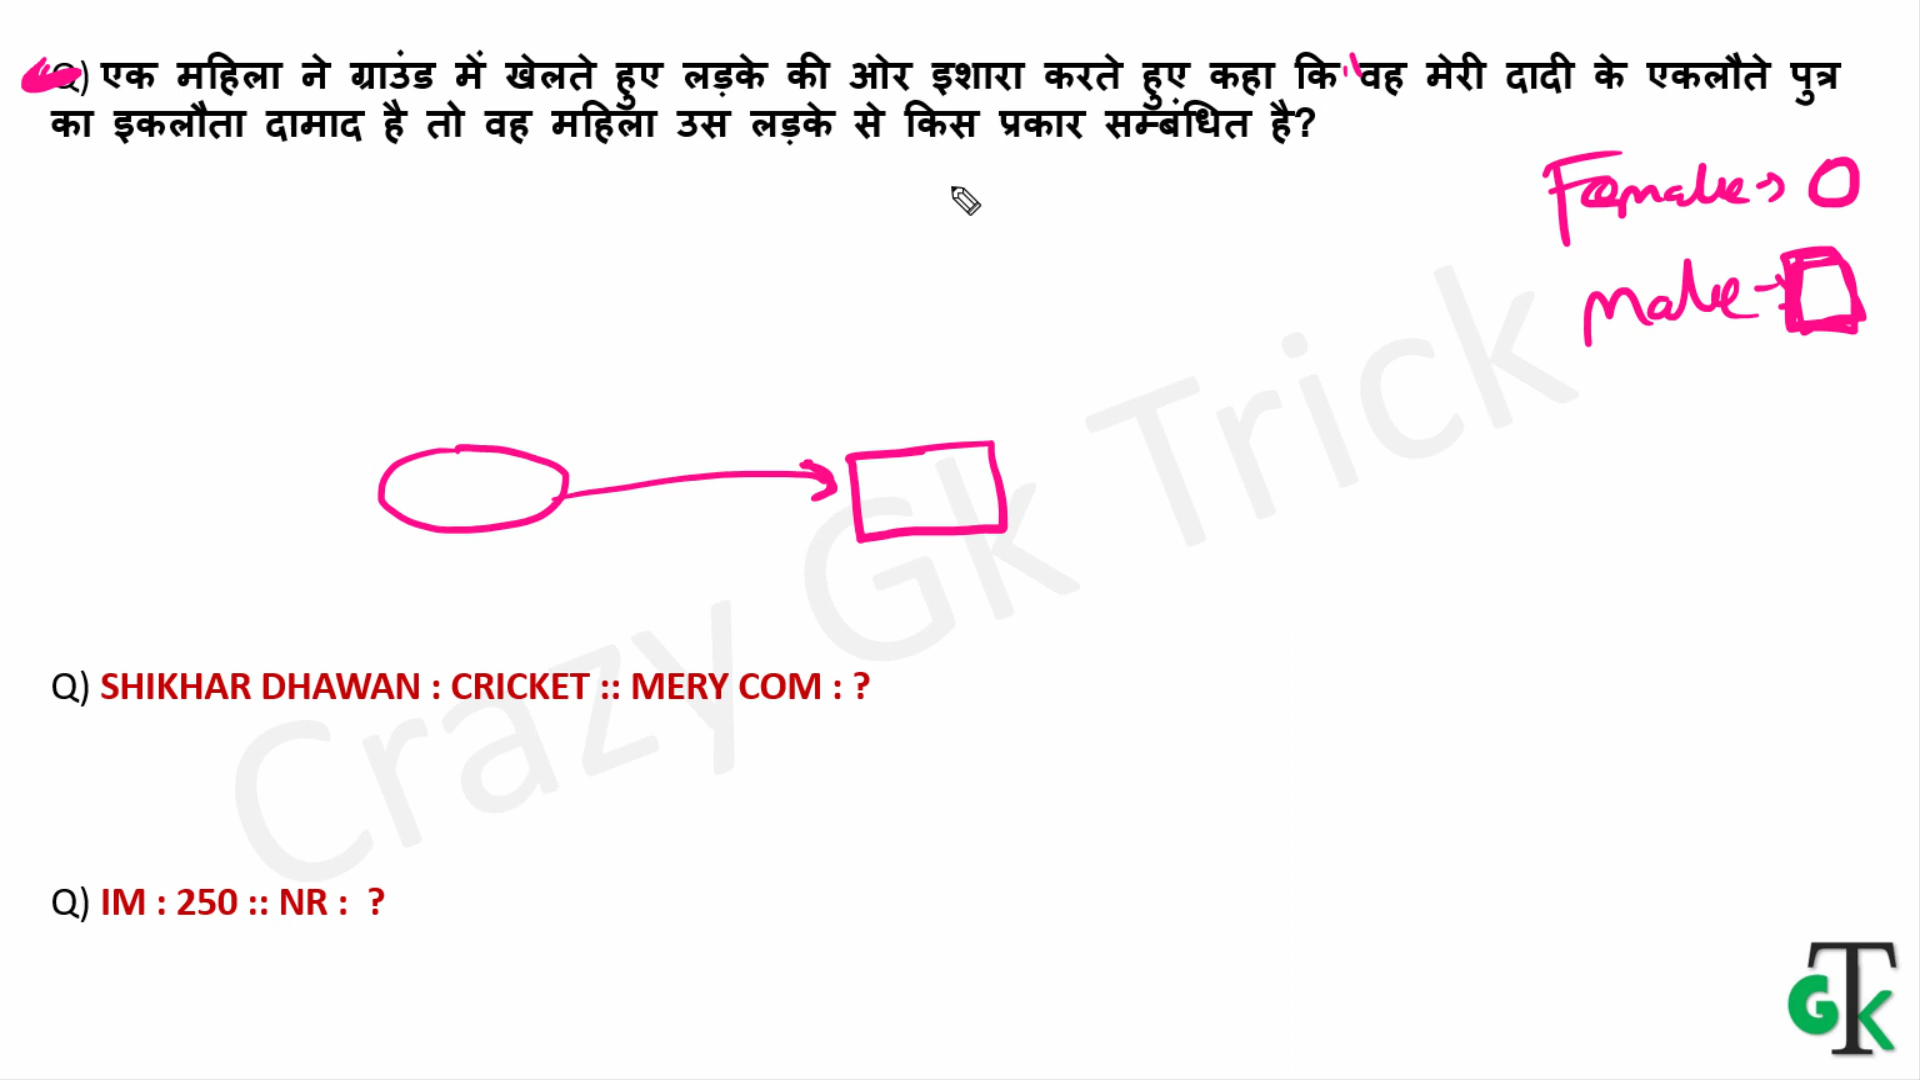 Q) एक महिला ने ग्राउंड में खेलते हुए लड़के की ओर इशारा करते हुए कहा कि वह मेरी दादी के एकलौते पुत्र
का इकलौता दामाद है तो वह महिला उस लड़के से किस प्रकार सम्बंधित है?
Female → O
Male →
Crazy Gk Trick
Q) SHIKHAR DHAWAN : CRICKET :: MERY COM : ?
Q) IM : 250 :: NR : ?
GTK